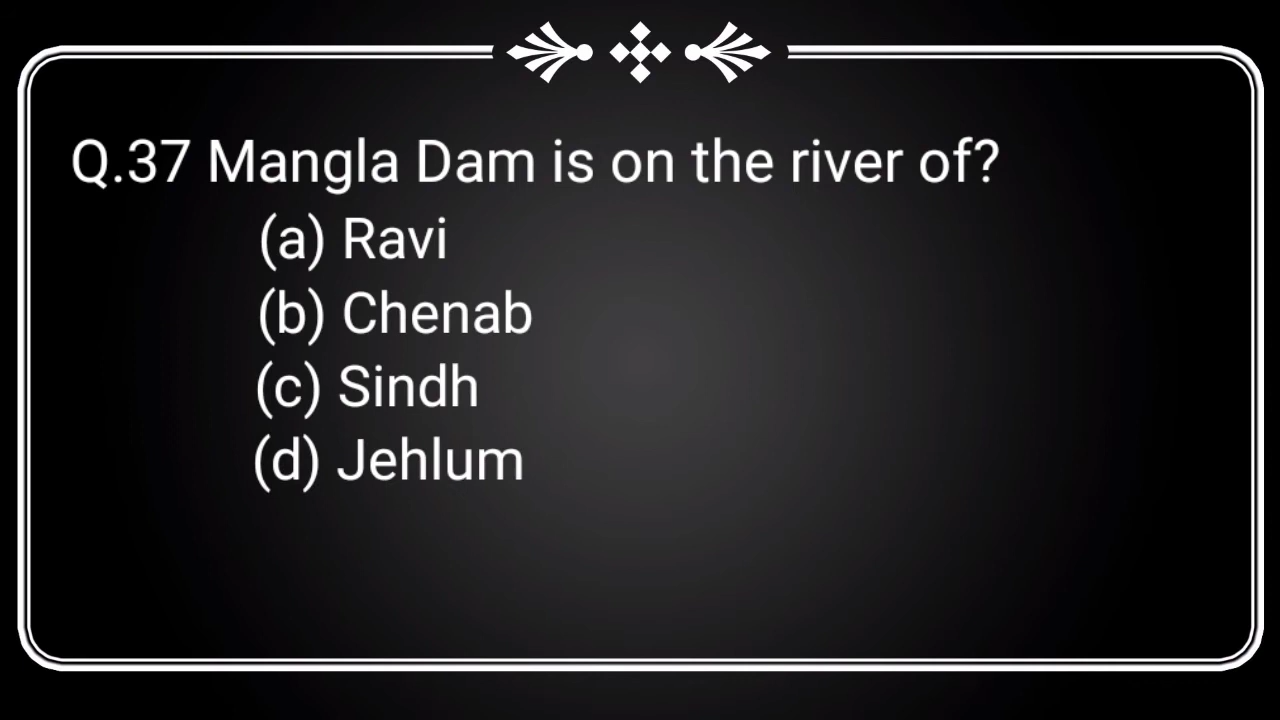 Q.37 Mangla Dam is on the river of?
(a) Ravi
(b) Chenab
(c) Sindh
(d) Jehlum